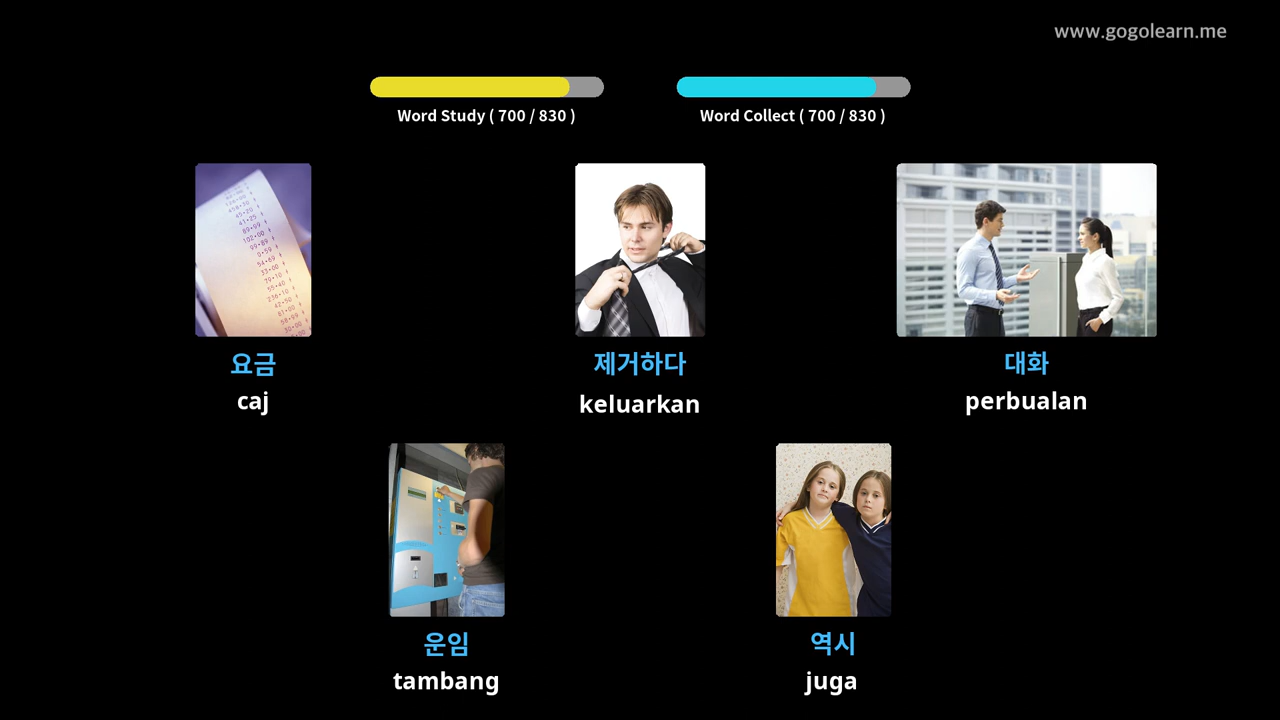 www.gogolearn.me
Word Study ( 700 / 830 )
Word Collect ( 700 / 830 )
요금
caj
제거하다
keluarkan
대화
perbualan
운임
tambang
역시
juga